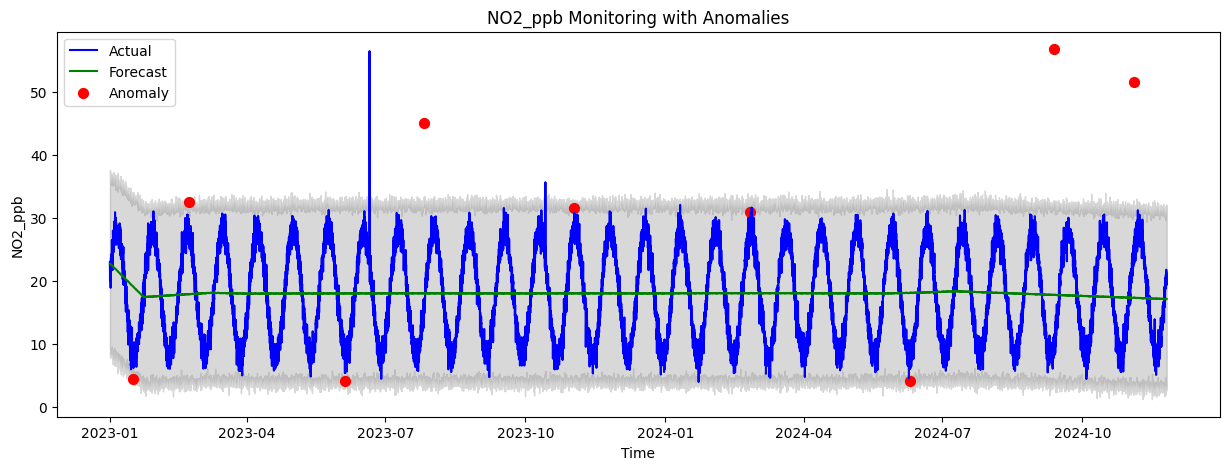 NO2_ppb Monitoring with Anomalies
Actual
Forecast
Anomaly
NO2_ppb
50
40
30
20
10
0
2023-01 2023-04 2023-07 2023-10 2024-01 2024-04 2024-07 2024-10
Time